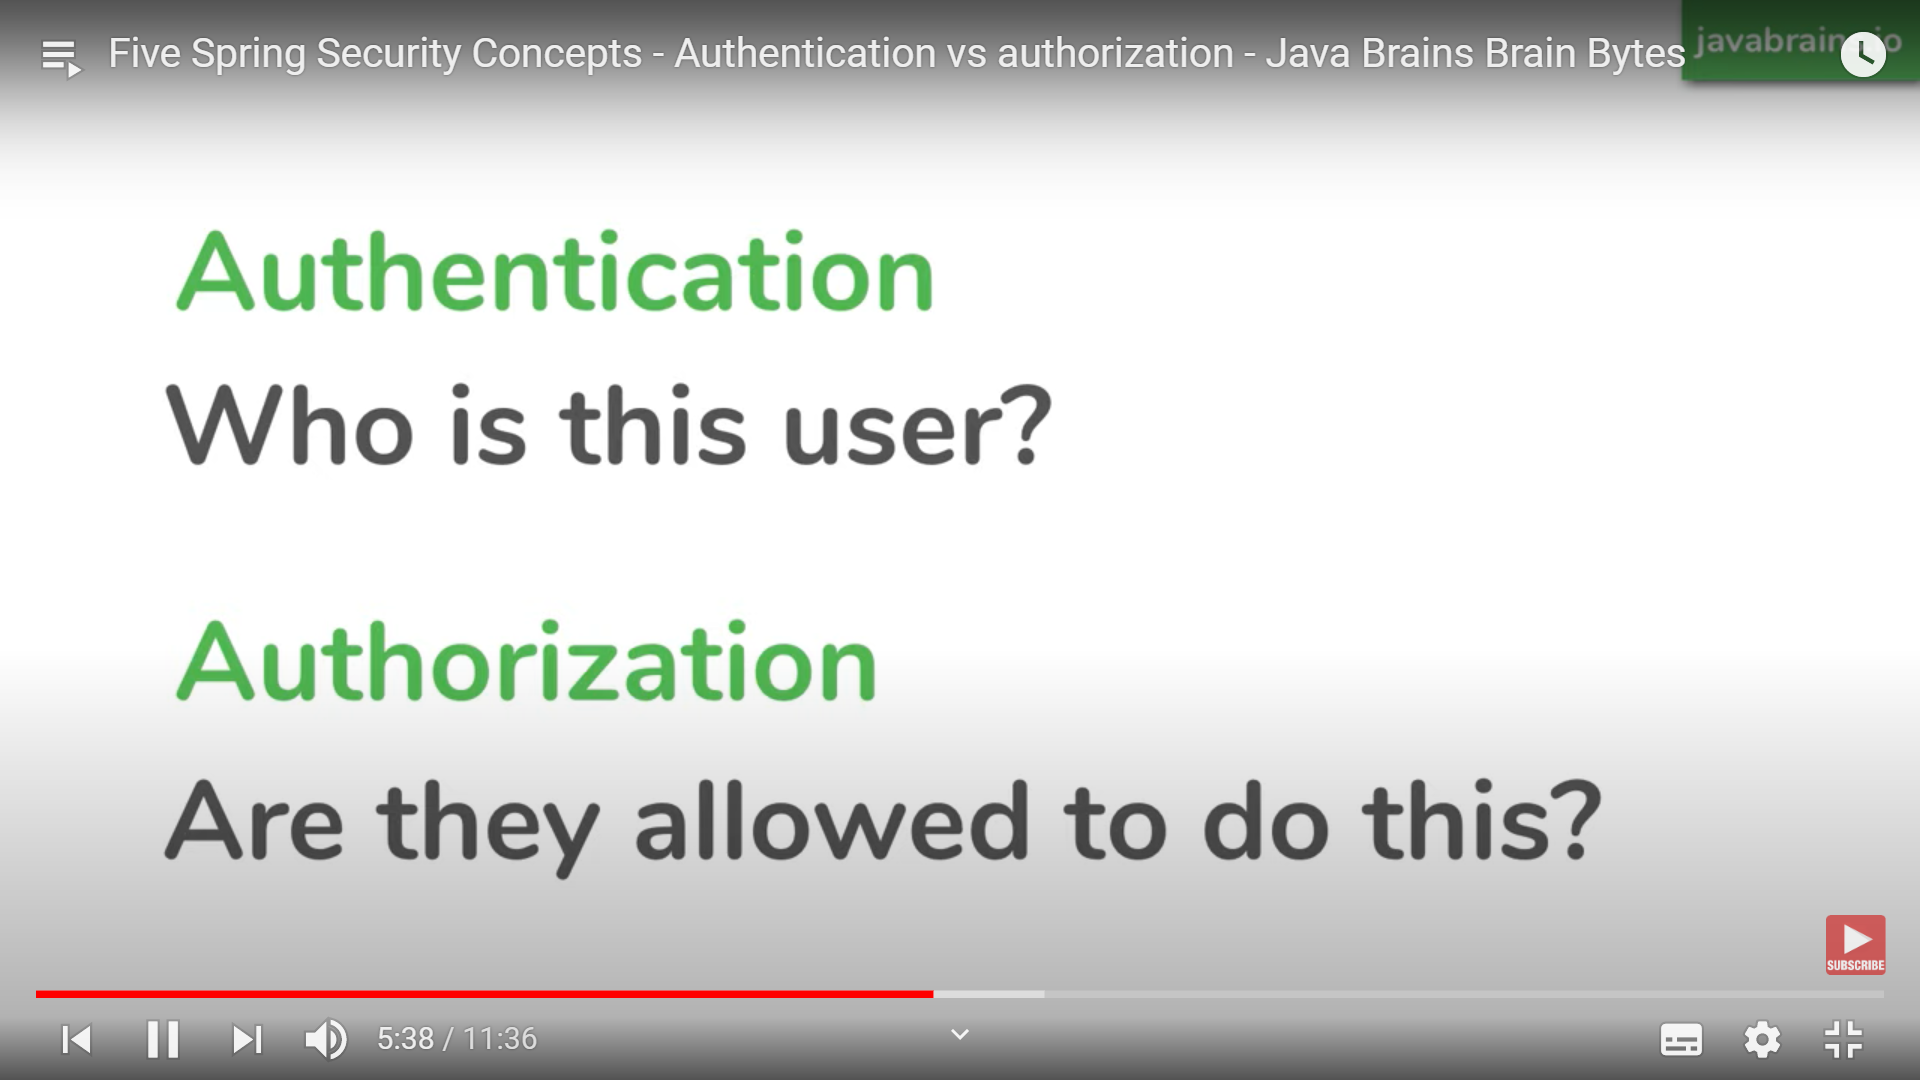 Five Spring Security Concepts - Authentication vs authorization - Java Brains Brain Bytes
Authentication
Who is this user?
Authorization
Are they allowed to do this?
SUBSCRIBE
5:38 / 11:36